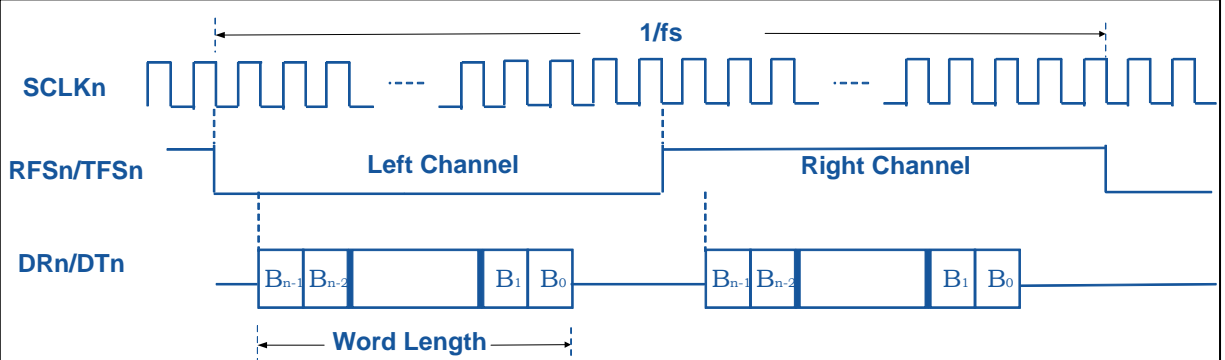 1/fs
SCLKn
RFSn/TFSn Left Channel Right Channel
DRn/DTn Bn-1 Bn-2 B1 B0 Bn-1 Bn-2 B1 B0
Word Length